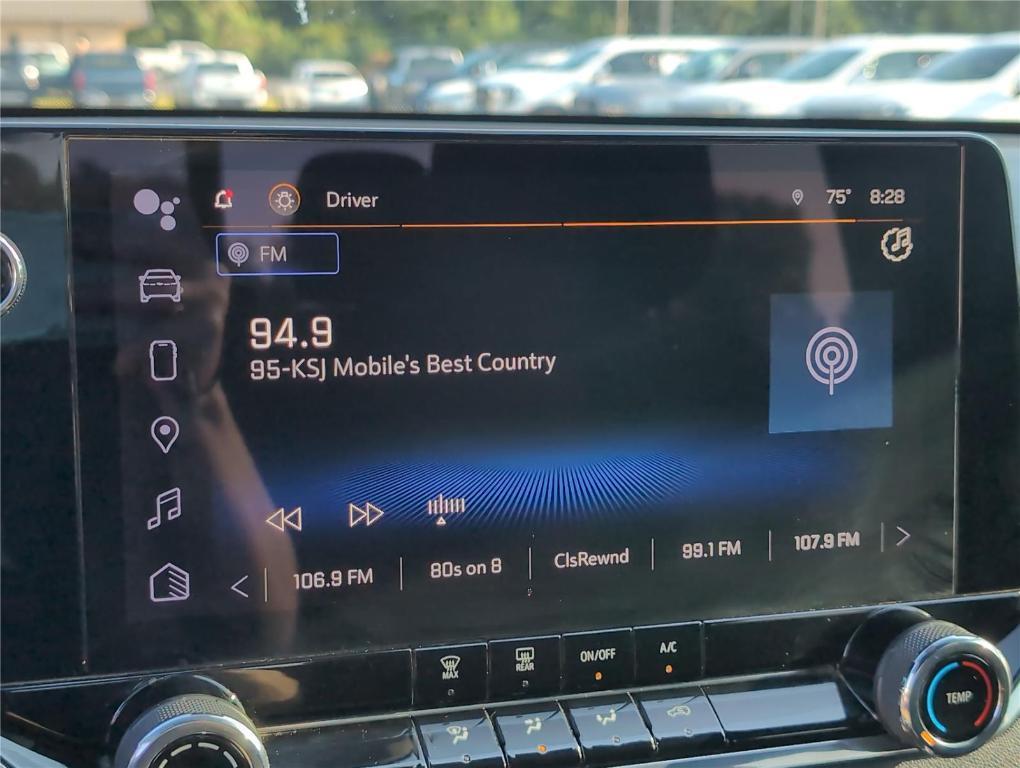 Driver 75° 8:28
FM
94.9
95-KSJ Mobile's Best Country
106.9 FM 80s on 8 ClsRewnd 99.1 FM 107.9 FM
MAX REAR ON/OFF A/C
TEMP